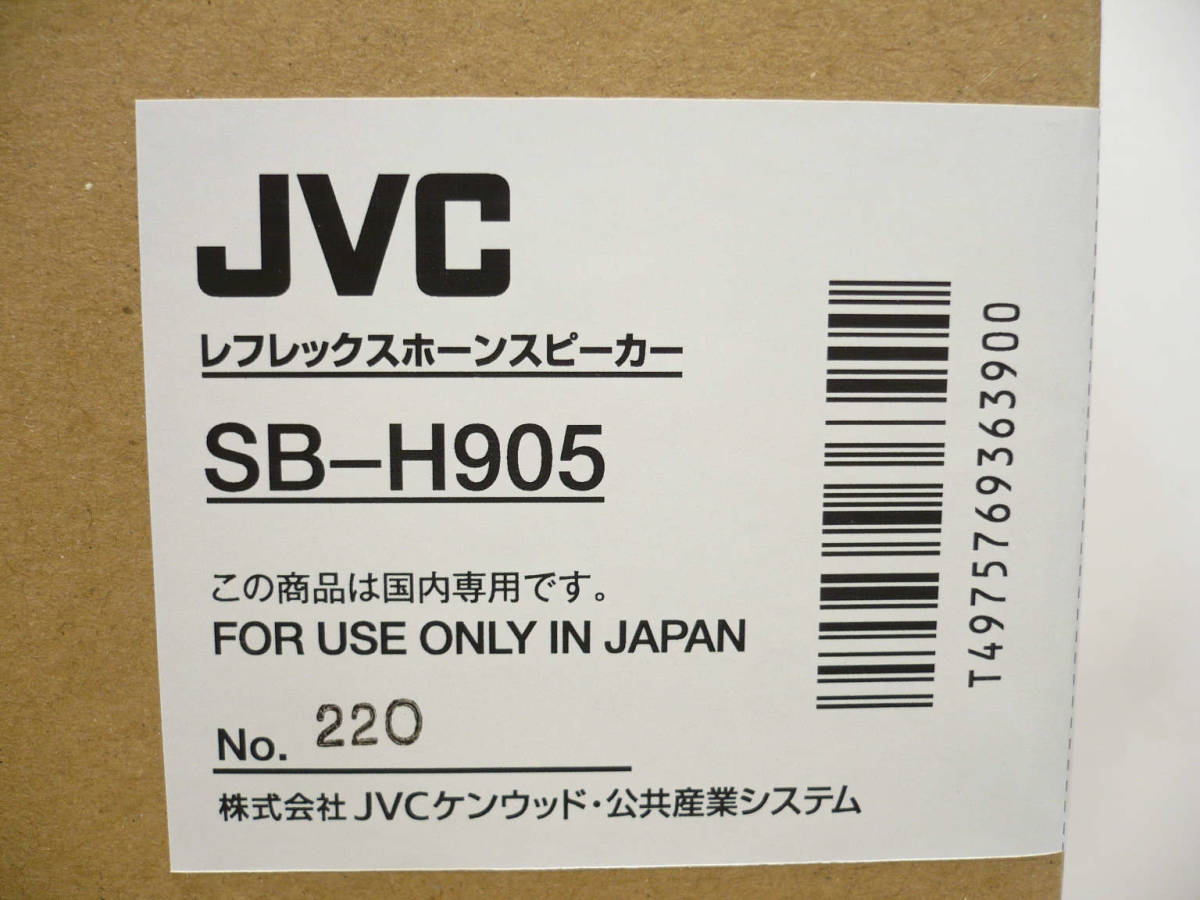 JVC
レフレックスホーンスピーカー
SB-H905
この商品は国内専用です。
FOR USE ONLY IN JAPAN
No. 220
株式会社 JVCケンウッド・公共産業システム
T4975769363900